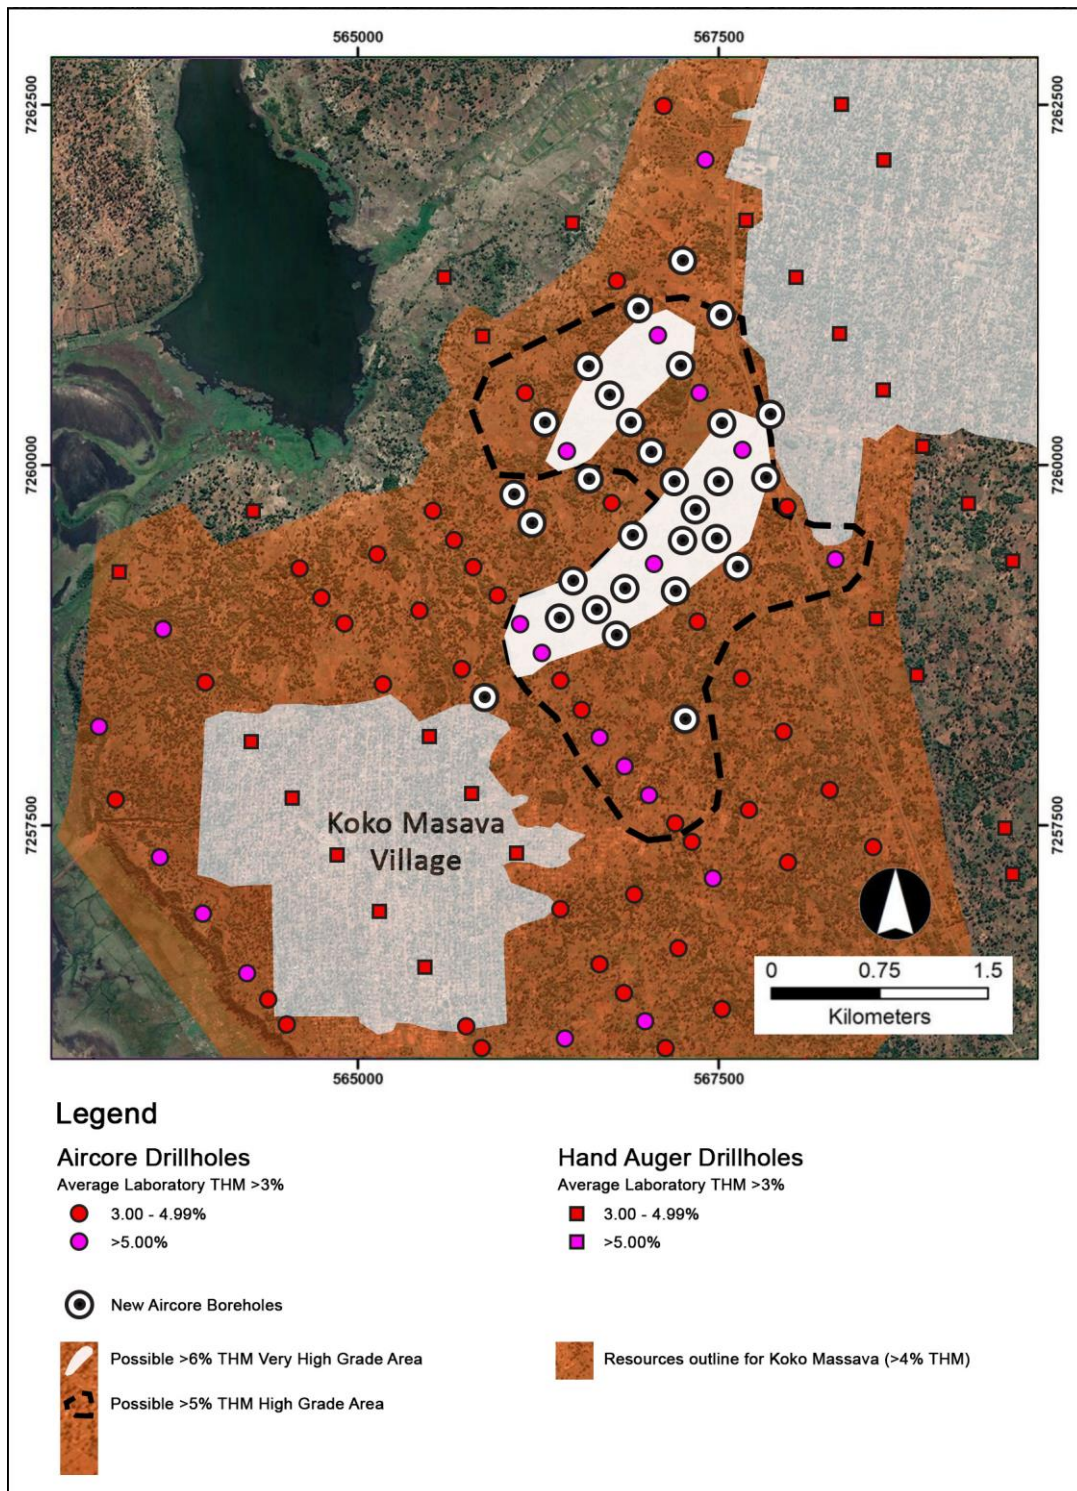 565000
567500
7262500
7262500
7260000
7260000
7257500
7257500
Koko Masava
Village
0
0.75
1.5
Kilometers
565000
567500
Legend
Aircore Drillholes
Average Laboratory THM >3%
3.00 - 4.99%
>5.00%
Hand Auger Drillholes
Average Laboratory THM >3%
3.00 - 4.99%
>5.00%
New Aircore Boreholes
Possible >6% THM Very High Grade Area
Possible >5% THM High Grade Area
Resources outline for Koko Massava (>4% THM)